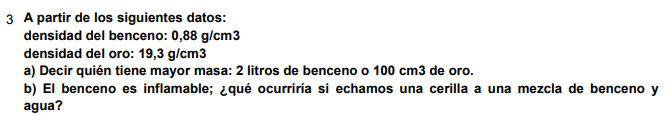 3 A partir de los siguientes datos:
densidad del benceno: 0,88 g/cm3
densidad del oro: 19,3 g/cm3
a) Decir quién tiene mayor masa: 2 litros de benceno o 100 cm3 de oro.
b) El benceno es inflamable; ¿qué ocurriría si echamos una cerilla a una mezcla de benceno y
agua?